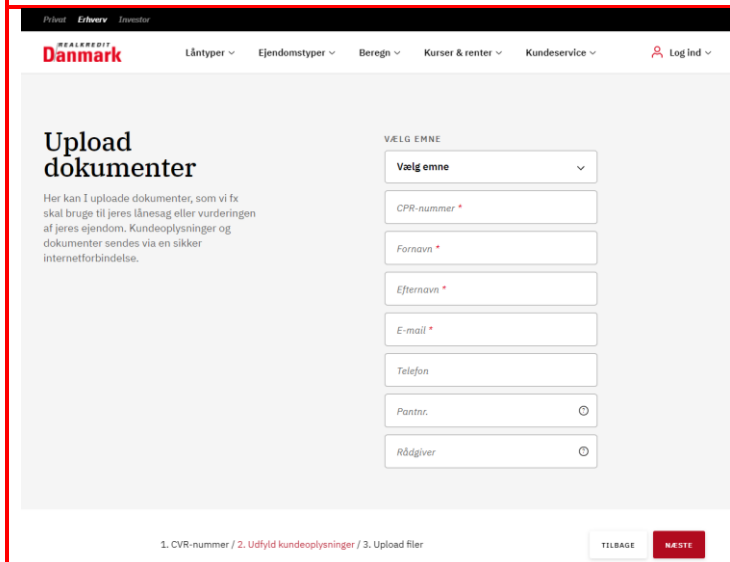 Privat Erhverv Investor
REALKREDIT
Danmark
Låntyper Ejendomstyper Beregn Kurser & renter Kundeservice Log ind
Upload
dokumenter
Her kan I uploade dokumenter, som vi fx
skal bruge til jeres lånesag eller vurderingen
af jeres ejendom. Kundeoplysninger og
dokumenter sendes via en sikker
internetforbindelse.
VÆLG EMNE
Vælg emne
CPR-nummer *
Fornavn *
Efternavn *
E-mail *
Telefon
Pantnr.
Rådgiver
1. CVR-nummer / 2. Udfyld kundeoplysninger / 3. Upload filer
TILBAGE NÆSTE